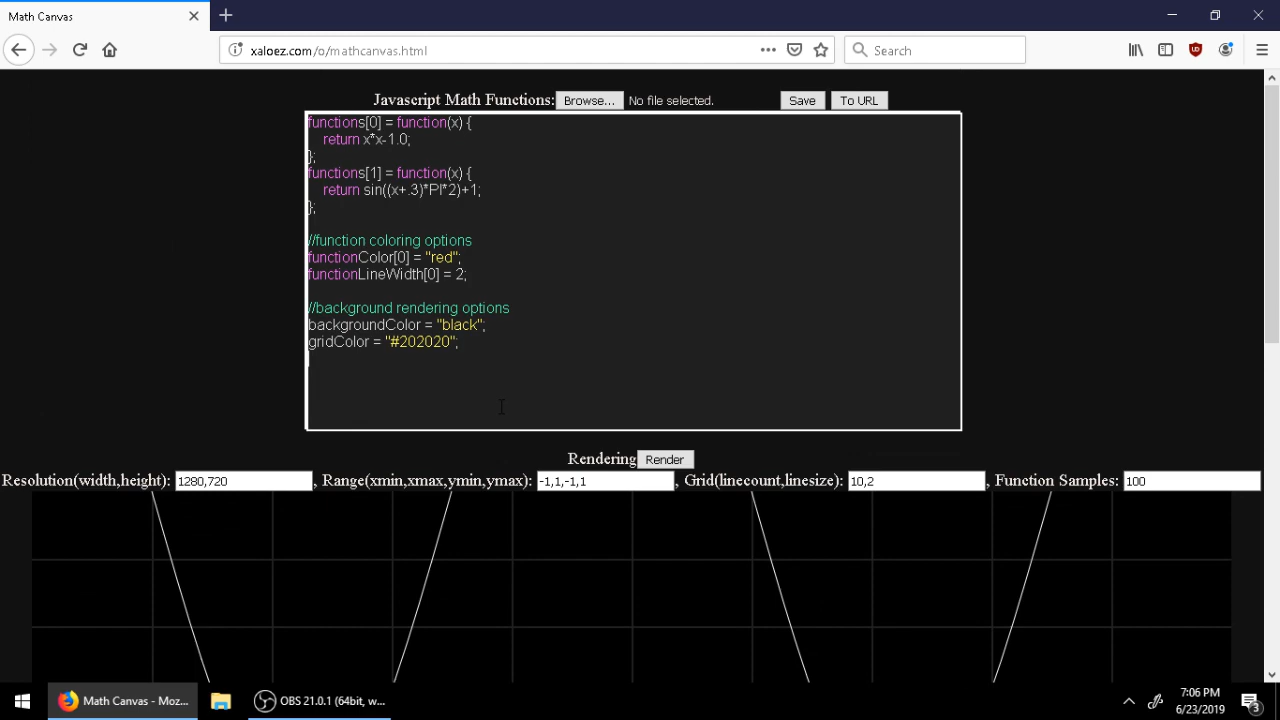 Math Canvas
xaloez.com/o/mathcanvas.html
Search
Javascript Math Functions: Browse... No file selected. Save To URL
functions[0] = function(x) {
return x*x-1.0;
};
functions[1] = function(x) {
return sin((x+.3)*PI*2)+1;
};
//function coloring options
functionColor[0] = "red";
functionLineWidth[0] = 2;
//background rendering options
backgroundColor = "black";
gridColor = "#202020";
Rendering Render
Resolution(width,height): 1280,720 , Range(xmin,xmax,ymin,ymax): -1,1,-1,1 , Grid(linecount,linesize): 10,2 , Function Samples: 100
Math Canvas - Moz... OBS 21.0.1 (64bit, w... 7:06 PM
6/23/2019 3